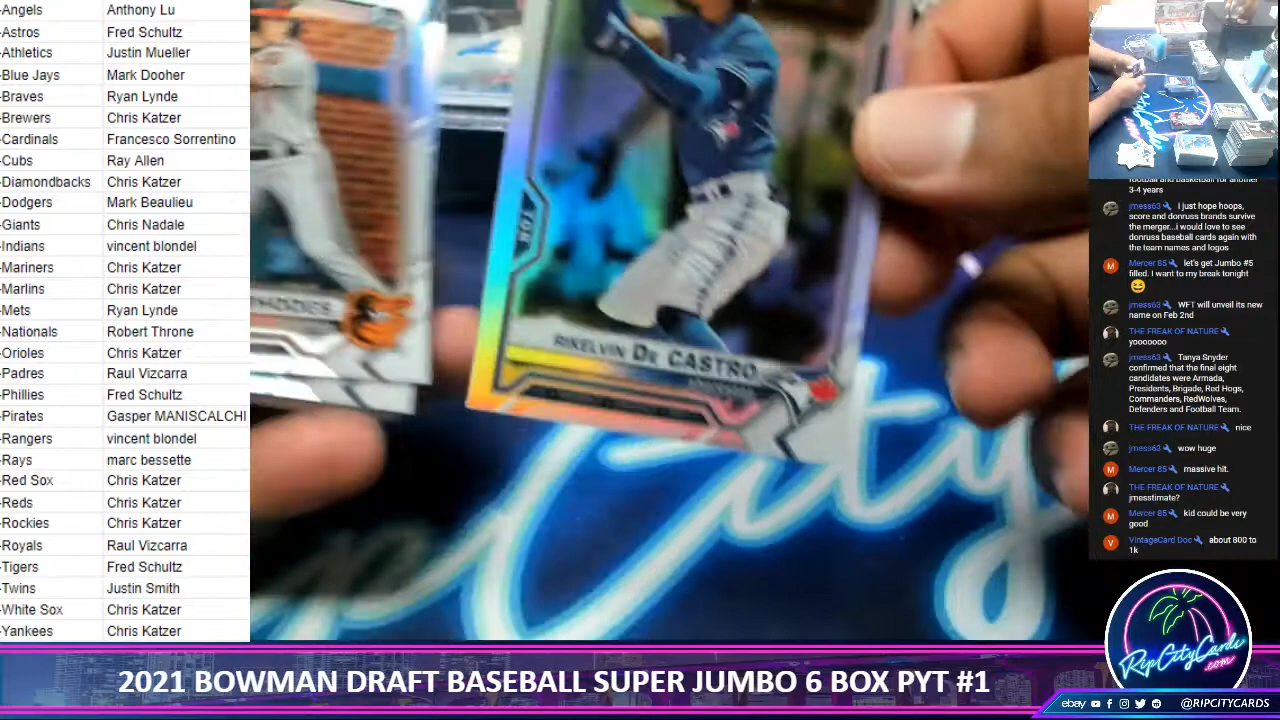 -Angels Anthony Lu
-Astros Fred Schultz
-Athletics Justin Mueller
-Blue Jays Mark Dooher
-Braves Ryan Lynde
-Brewers Chris Katzer
-Cardinals Francesco Sorrentino
-Cubs Ray Allen
-Diamondbacks Chris Katzer
-Dodgers Mark Beaulieu
-Giants Chris Nadale
-Indians vincent blondel
-Mariners Chris Katzer
-Marlins Chris Katzer
-Mets Ryan Lynde
-Nationals Robert Throne
-Orioles Chris Katzer
-Padres Raul Vizcarra
-Phillies Fred Schultz
-Pirates Gasper MANISCALCHI
-Rangers vincent blondel
-Rays marc bessette
-Red Sox Chris Katzer
-Reds Chris Katzer
-Rockies Chris Katzer
-Royals Raul Vizcarra
-Tigers Fred Schultz
-Twins Justin Smith
-White Sox Chris Katzer
-Yankees Chris Katzer
RIKELVIN DE CASTRO
City
football and basketball for another
3-4 years
jmess63 i just hope hoops,
score and donruss brands survive
the merger...i would love to see
donruss baseball cards again with
the team names and logos
Mercer 85 let's get Jumbo #5
filled. I want to my break tonight
jmess63 WFT will unveil its new
name on Feb 2nd
THE FREAK OF NATURE
yooooooo
jmess63 Tanya Snyder
confirmed that the final eight
candidates were Armada,
Presidents, Brigade, Red Hogs,
Commanders, RedWolves,
Defenders and Football Team.
THE FREAK OF NATURE nice
jmess63 wow huge
Mercer 85 massive hit.
THE FREAK OF NATURE
jmesstimate?
Mercer 85 kid could be very
good
VintageCard Doc about 800 to
1k
RipCityCards
.com
2021 BOWMAN DRAFT BASEBALL SUPER JUMBO 6 BOX PYT #1
ebay @RIPCITYCARDS